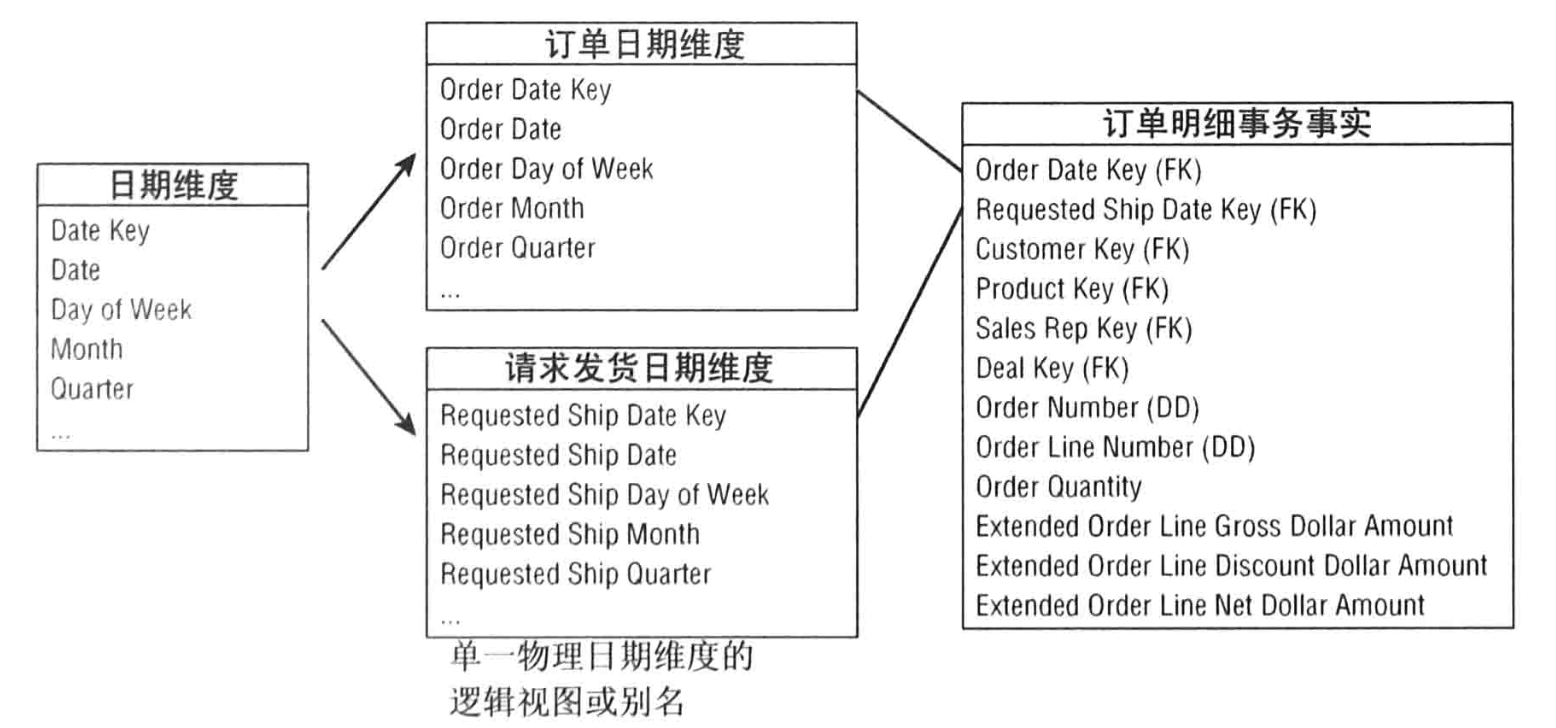 日期维度
Date Key
Date
Day of Week
Month
Quarter
...
订单日期维度
Order Date Key
Order Date
Order Day of Week
Order Month
Order Quarter
...
请求发货日期维度
Requested Ship Date Key
Requested Ship Date
Requested Ship Day of Week
Requested Ship Month
Requested Ship Quarter
...
单一物理日期维度的
逻辑视图或别名
订单明细事务事实
Order Date Key (FK)
Requested Ship Date Key (FK)
Customer Key (FK)
Product Key (FK)
Sales Rep Key (FK)
Deal Key (FK)
Order Number (DD)
Order Line Number (DD)
Order Quantity
Extended Order Line Gross Dollar Amount
Extended Order Line Discount Dollar Amount
Extended Order Line Net Dollar Amount